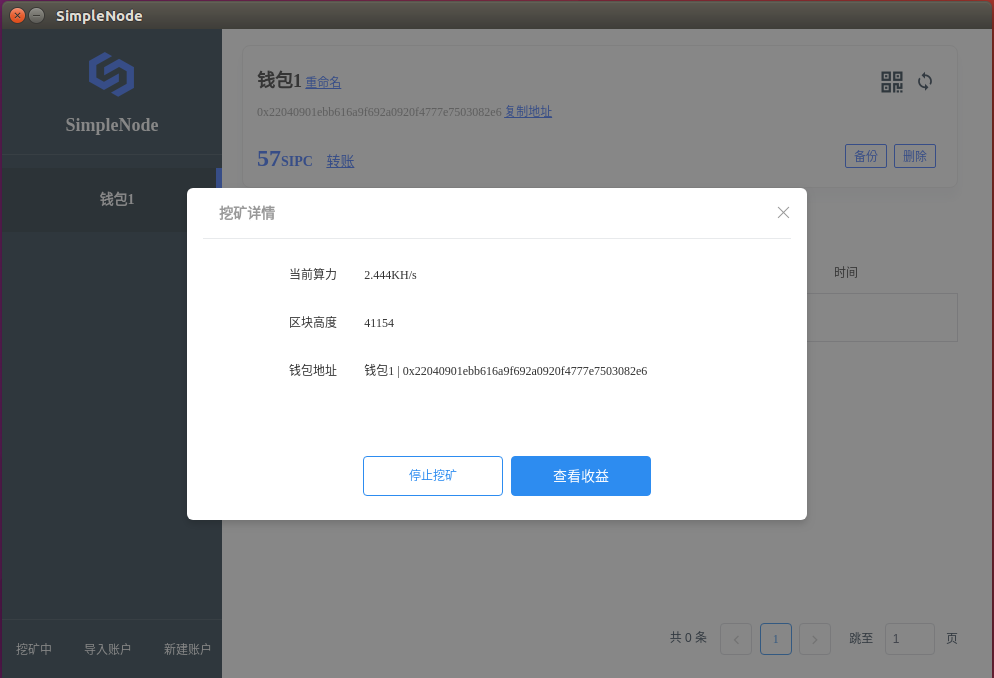 SimpleNode
SimpleNode
钱包1
钱包1 重命名
0x22040901ebb616a9f692a0920f4777e7503082e6 复制地址
57SIPC 转账
备份 删除
时间
挖矿详情
当前算力 2.444KH/s
区块高度 41154
钱包地址 钱包1 | 0x22040901ebb616a9f692a0920f4777e7503082e6
停止挖矿 查看收益
共 0 条 1 跳至 1 页
挖矿中 导入账户 新建账户